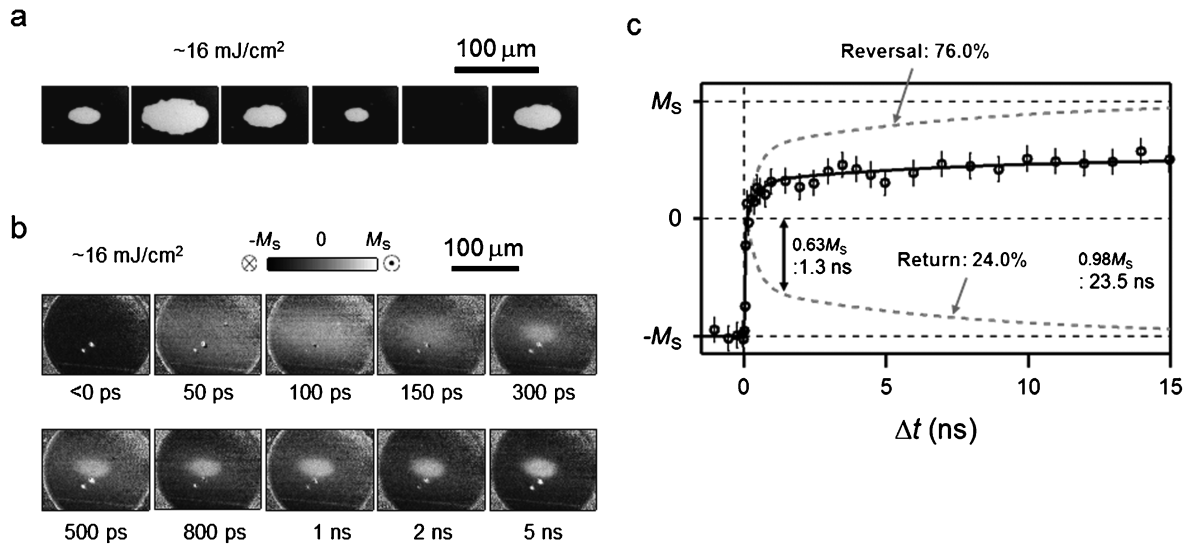 a
~16 mJ/cm²
100 μm
b
~16 mJ/cm²
-Mₛ 0 Mₛ
100 μm
<0 ps 50 ps 100 ps 150 ps 300 ps
500 ps 800 ps 1 ns 2 ns 5 ns
c
Reversal: 76.0%
Mₛ
0
-Mₛ
0.63Mₛ
:1.3 ns
Return: 24.0%
0.98Mₛ
: 23.5 ns
0 5 10 15
Δt (ns)